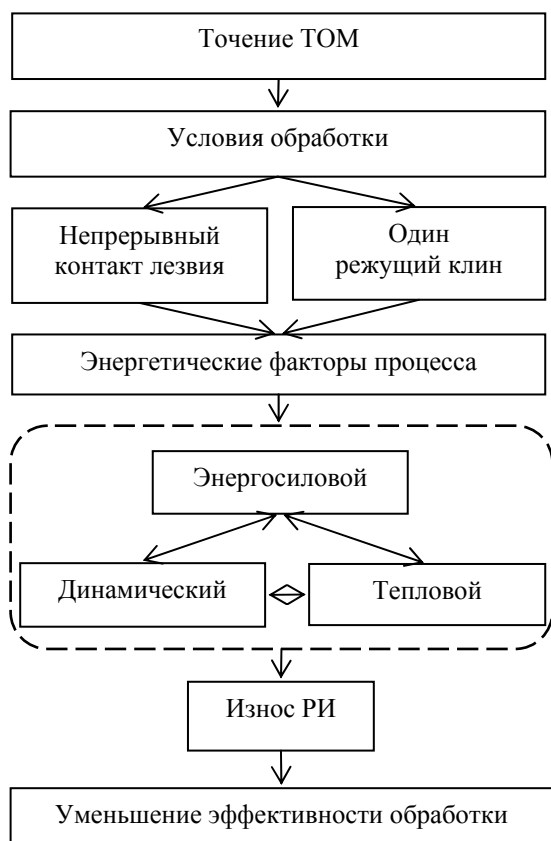 Точение ТОМ
Условия обработки
Непрерывный
контакт лезвия
Один
режущий клин
Энергетические факторы процесса
Энергосиловой
Динамический
Тепловой
Износ РИ
Уменьшение эффективности обработки